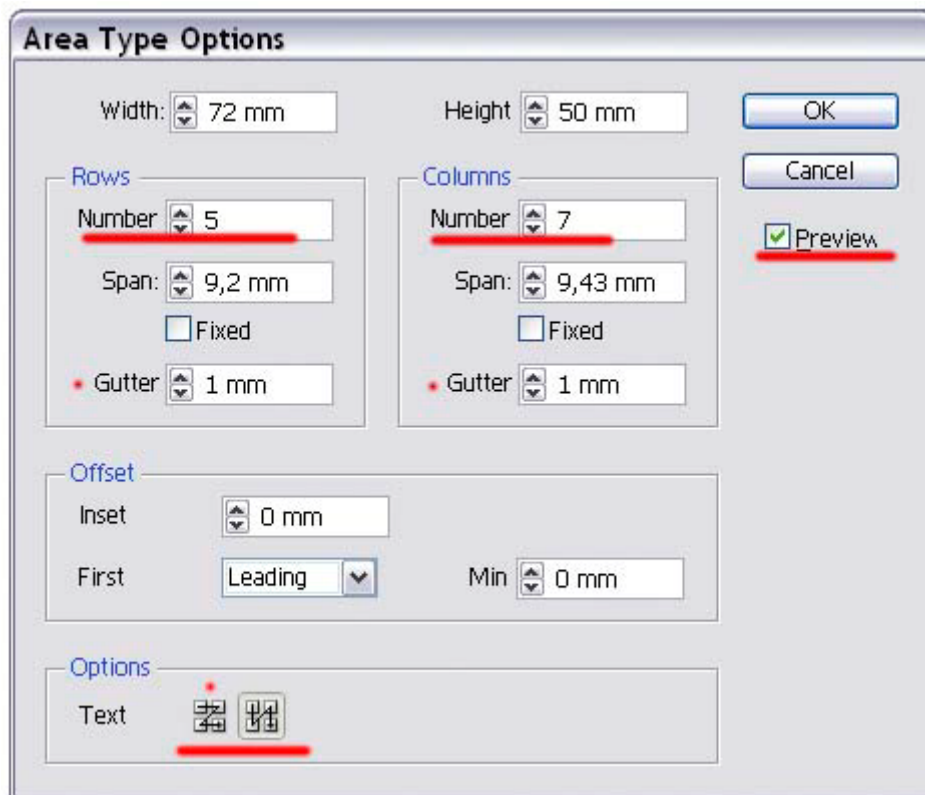 Area Type Options
Width: 72 mm Height 50 mm OK
Cancel
Rows Columns
Number 5 Number 7
Preview
Span: 9,2 mm Span: 9,43 mm
Fixed Fixed
Gutter 1 mm Gutter 1 mm
Offset
Inset 0 mm
First Leading Min 0 mm
Options
Text